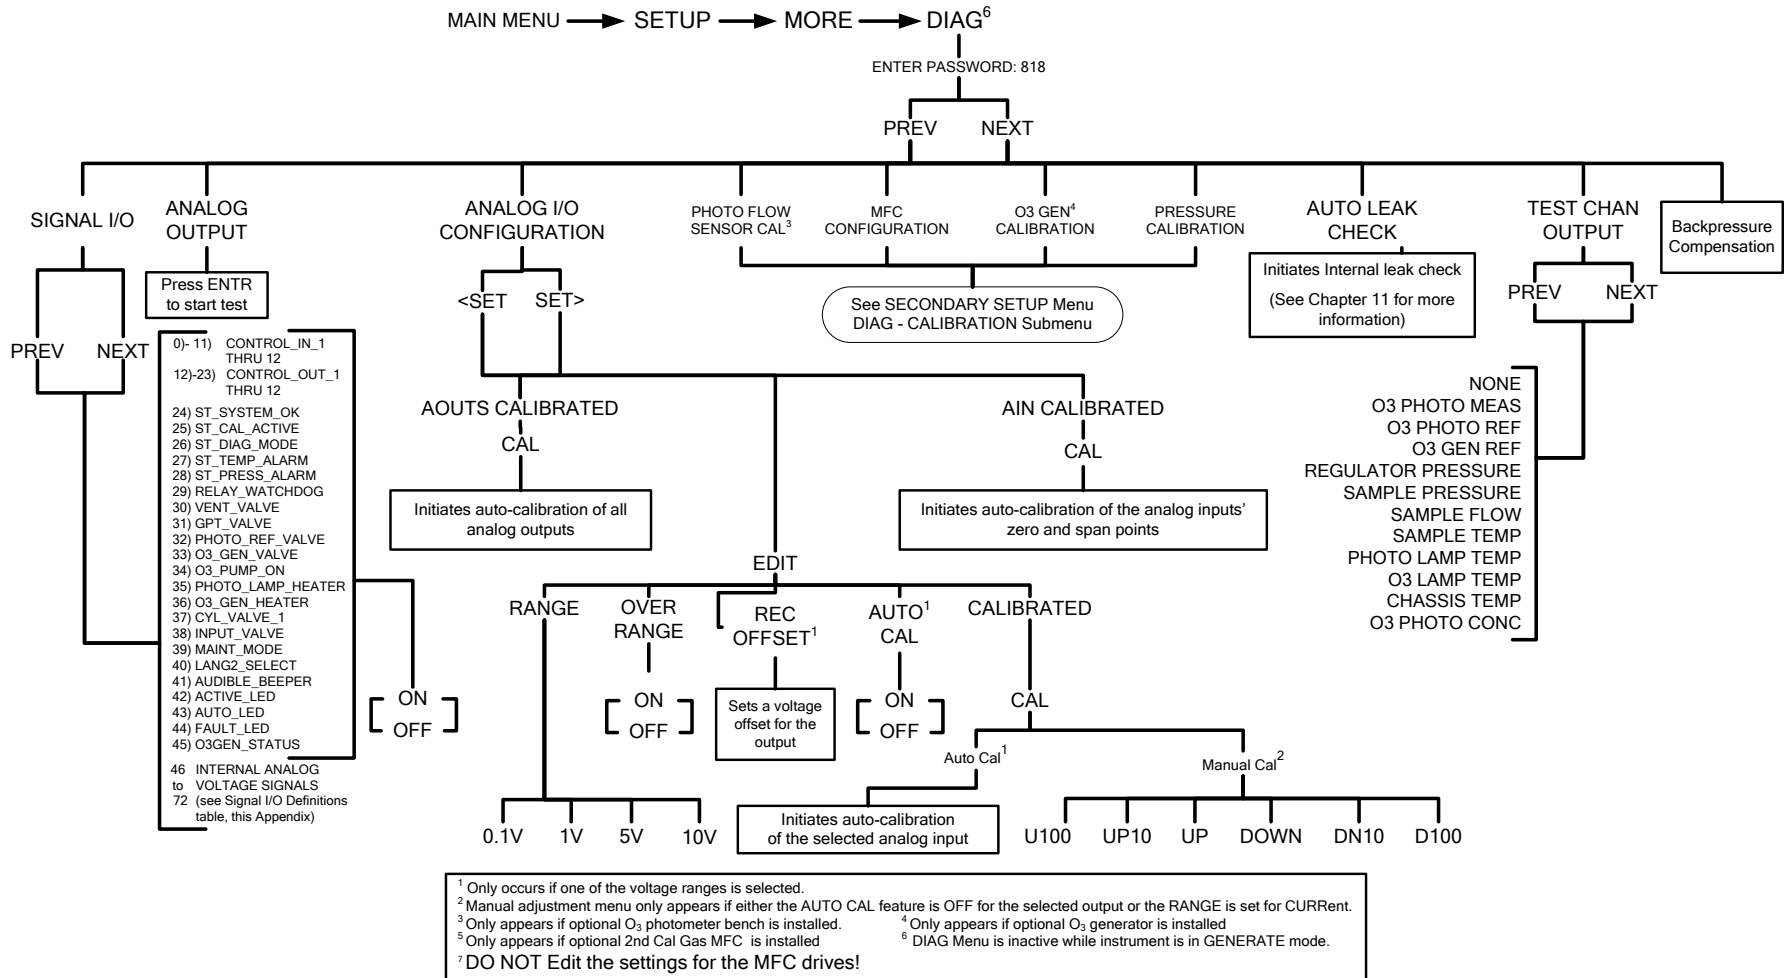 MAIN MENU SETUP MORE DIAG⁶
ENTER PASSWORD: 818
PREV NEXT
SIGNAL I/O
PREV NEXT
ANALOG
OUTPUT
Press ENTR
to start test
ANALOG I/O
CONFIGURATION
<SET SET>
PHOTO FLOW
SENSOR CAL³
MFC
CONFIGURATION
O3 GEN⁴
CALIBRATION
PRESSURE
CALIBRATION
See SECONDARY SETUP Menu
DIAG - CALIBRATION Submenu
AUTO LEAK
CHECK
Initiates Internal leak check
(See Chapter 11 for more
information)
TEST CHAN
OUTPUT
PREV NEXT
Backpressure
Compensation
0)- 11) CONTROL_IN_1
THRU 12
12)-23) CONTROL_OUT_1
THRU 12
24) ST_SYSTEM_OK
25) ST_CAL_ACTIVE
26) ST_DIAG_MODE
27) ST_TEMP_ALARM
28) ST_PRESS_ALARM
29) RELAY_WATCHDOG
30) VENT_VALVE
31) GPT_VALVE
32) PHOTO_REF_VALVE
33) O3_GEN_VALVE
34) O3_PUMP_ON
35) PHOTO_LAMP_HEATER
36) O3_GEN_HEATER
37) CYL_VALVE_1
38) INPUT_VALVE
39) MAINT_MODE
40) LANG2_SELECT
41) AUDIBLE_BEEPER
42) ACTIVE_LED
43) AUTO_LED
44) FAULT_LED
45) O3GEN_STATUS
46 INTERNAL ANALOG
to VOLTAGE SIGNALS
72 (see Signal I/O Definitions
table, this Appendix)
ON
OFF
AOUTS CALIBRATED
CAL
Initiates auto-calibration of all
analog outputs
AIN CALIBRATED
CAL
Initiates auto-calibration of the analog inputs’
zero and span points
EDIT
RANGE
0.1V 1V 5V 10V
OVER
RANGE
ON
OFF
REC
OFFSET¹
Sets a voltage
offset for the
output
AUTO¹
CAL
ON
OFF
CALIBRATED
CAL
Auto Cal¹
Initiates auto-calibration
of the selected analog input
Manual Cal²
U100 UP10 UP DOWN DN10 D100
NONE
O3 PHOTO MEAS
O3 PHOTO REF
O3 GEN REF
REGULATOR PRESSURE
SAMPLE PRESSURE
SAMPLE FLOW
SAMPLE TEMP
PHOTO LAMP TEMP
O3 LAMP TEMP
CHASSIS TEMP
O3 PHOTO CONC
¹ Only occurs if one of the voltage ranges is selected.
² Manual adjustment menu only appears if either the AUTO CAL feature is OFF for the selected output or the RANGE is set for CURRent.
³ Only appears if optional O₃ photometer bench is installed. ⁴ Only appears if optional O₃ generator is installed
⁵ Only appears if optional 2nd Cal Gas MFC is installed ⁶ DIAG Menu is inactive while instrument is in GENERATE mode.
⁷ DO NOT Edit the settings for the MFC drives!